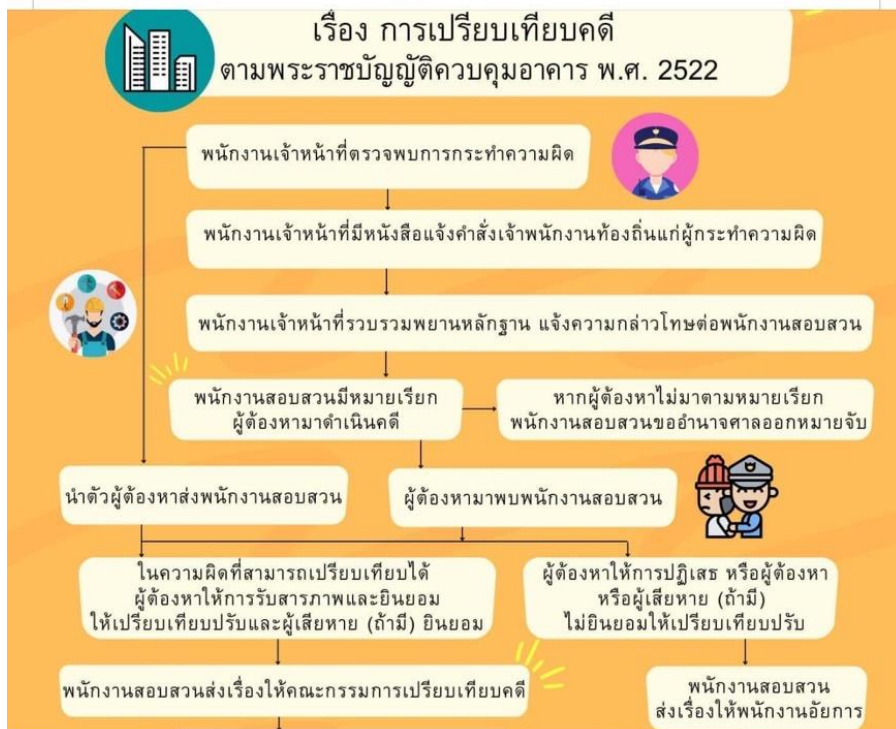 เรื่อง การเปรียบเทียบคดี
ตามพระราชบัญญัติควบคุมอาคาร พ.ศ. 2522
พนักงานเจ้าหน้าที่ตรวจพบการกระทำความผิด
พนักงานเจ้าหน้าที่มีหนังสือแจ้งคำสั่งเจ้าพนักงานท้องถิ่นแก่ผู้กระทำความผิด
พนักงานเจ้าหน้าที่รวบรวมพยานหลักฐาน แจ้งความกล่าวโทษต่อพนักงานสอบสวน
พนักงานสอบสวนมีหมายเรียก
ผู้ต้องหามาดำเนินคดี
หากผู้ต้องหาไม่มาตามหมายเรียก
พนักงานสอบสวนขออำนาจศาลออกหมายจับ
นำตัวผู้ต้องหาส่งพนักงานสอบสวน
ผู้ต้องหามาพบพนักงานสอบสวน
ในความผิดที่สามารถเปรียบเทียบได้
ผู้ต้องหาให้การรับสารภาพและยินยอม
ให้เปรียบเทียบปรับและผู้เสียหาย (ถ้ามี) ยินยอม
ผู้ต้องหาให้การปฏิเสธ หรือผู้ต้องหา
หรือผู้เสียหาย (ถ้ามี)
ไม่ยินยอมให้เปรียบเทียบปรับ
พนักงานสอบสวนส่งเรื่องให้คณะกรรมการเปรียบเทียบคดี
พนักงานสอบสวน
ส่งเรื่องให้พนักงานอัยการ